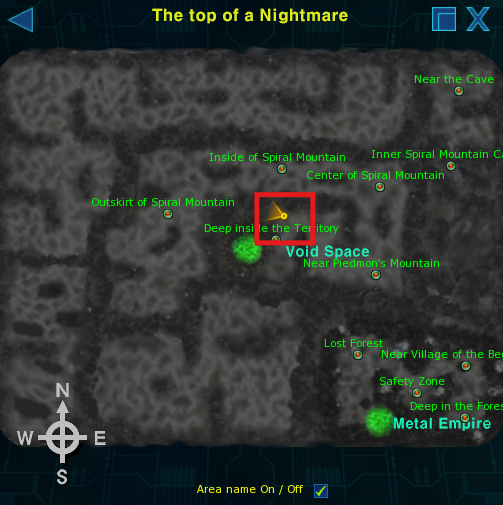 The top of a Nightmare
Near the Cave
Inside of Spiral Mountain
Inner Spiral Mountain Ca
Center of Spiral Mountain
Outskirt of Spiral Mountain
Deep inside the Territory
Void Space
Near Piedmon's Mountain
Lost Forest
Near Village of the Be
Safety Zone
Deep in the Fores
Metal Empire
N
W E
S
Area name On / Off